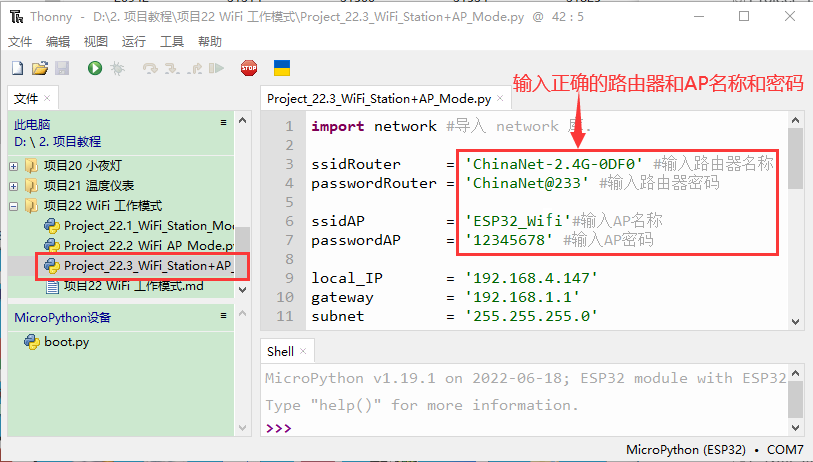 Thonny - D:\2. 项目教程\项目22 WiFi 工作模式\Project_22.3_WiFi_Station+AP_Mode.py @ 42 : 5
文件 编辑 视图 运行 工具 帮助
STOP
输入正确的路由器和AP名称和密码
文件 ×
Project_22.3_WiFi_Station+AP_Mode.py ×
此电脑
D: \ 2. 项目教程
项目20 小夜灯
项目21 温度仪表
项目22 WiFi 工作模式
Project_22.1_WiFi_Station_Mo
Project 22.2 WiFi AP Mode.p
Project_22.3_WiFi_Station+AP_
项目22 WiFi 工作模式.md
MicroPython设备
boot.py
1 import network #导入 network 库.
2
3 ssidRouter = 'ChinaNet-2.4G-0DF0' #输入路由器名称
4 passwordRouter = 'ChinaNet@233' #输入路由器密码
5
6 ssidAP = 'ESP32_Wifi'#输入AP名称
7 passwordAP = '12345678' #输入AP密码
8
9 local_IP = '192.168.4.147'
10 gateway = '192.168.1.1'
11 subnet = '255.255.255.0'
Shell ×
MicroPython v1.19.1 on 2022-06-18; ESP32 module with ESP32
Type "help()" for more information.
>>>
MicroPython (ESP32) • COM7